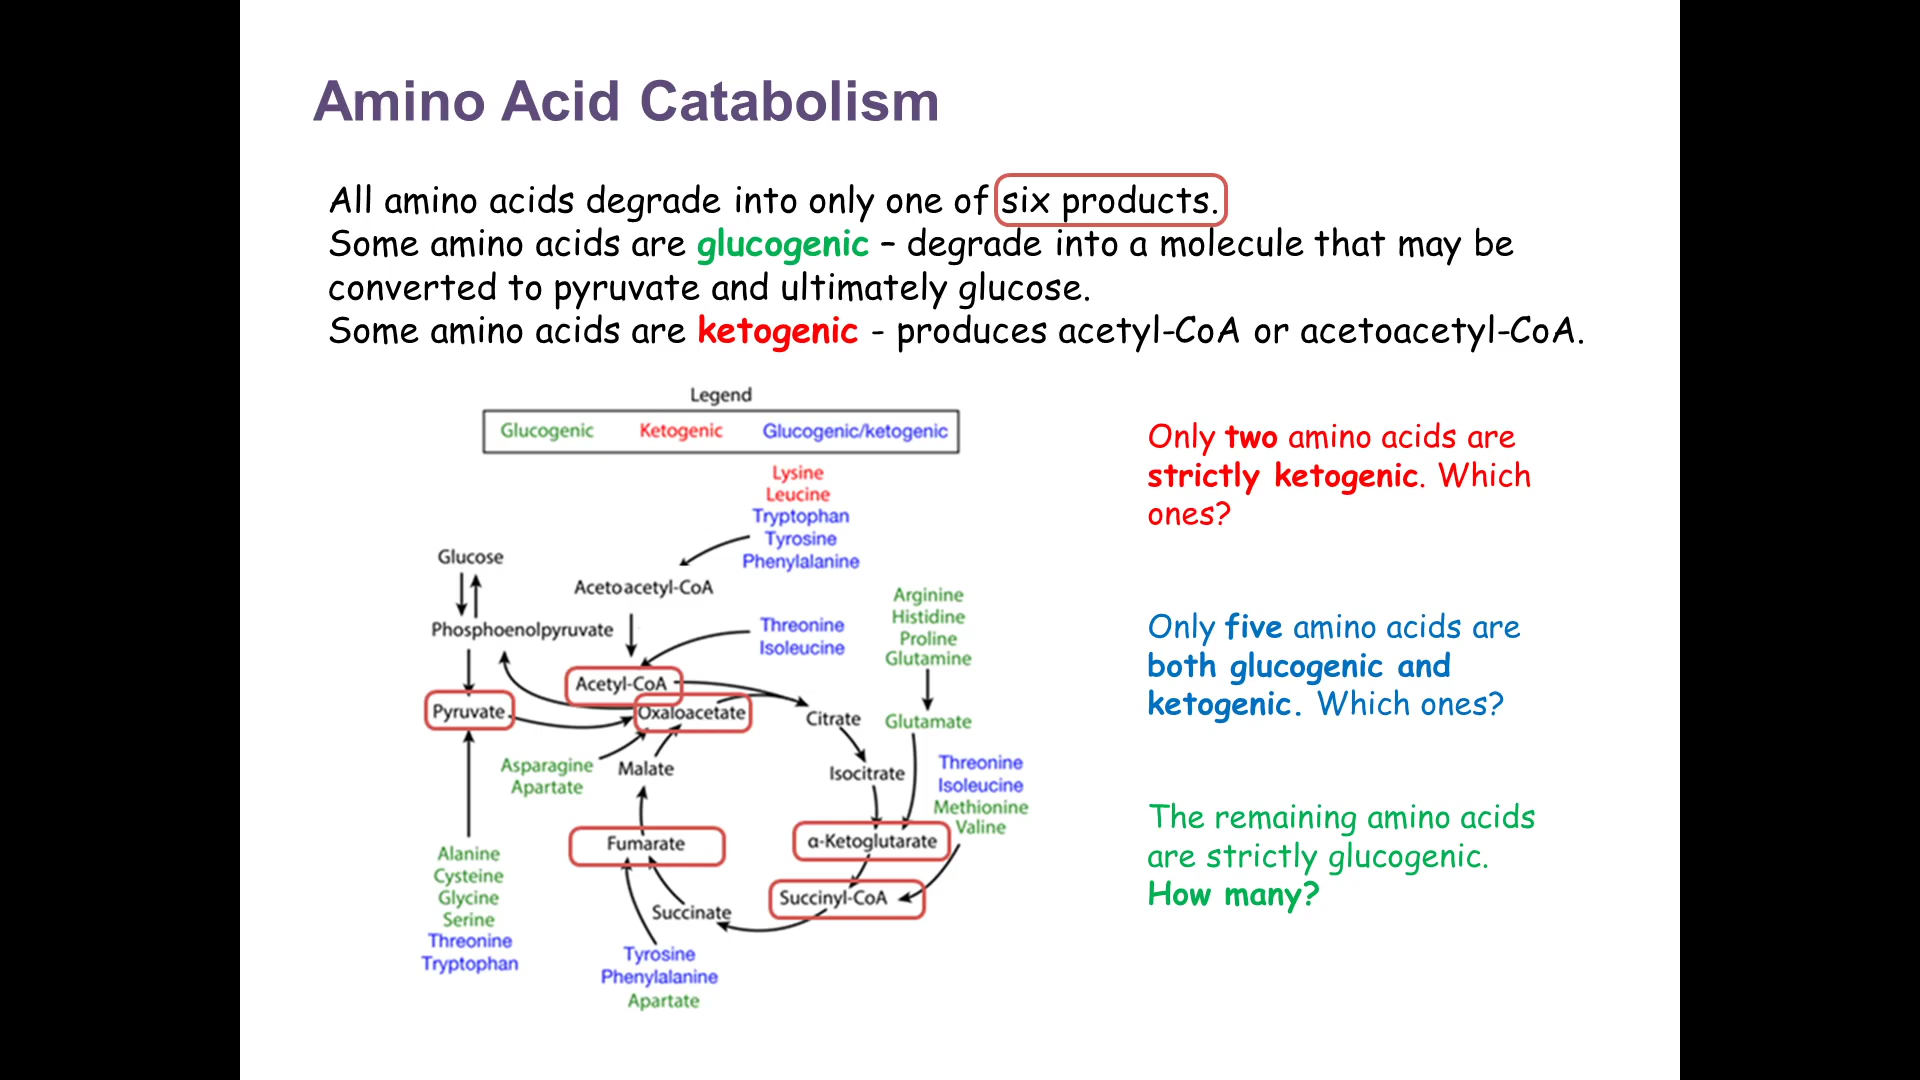 Amino Acid Catabolism
All amino acids degrade into only one of six products.
Some amino acids are glucogenic – degrade into a molecule that may be
converted to pyruvate and ultimately glucose.
Some amino acids are ketogenic - produces acetyl-CoA or acetoacetyl-CoA.
Legend
Glucogenic Ketogenic Glucogenic/ketogenic
Lysine
Leucine
Tryptophan
Tyrosine
Phenylalanine
Glucose
Acetoacetyl-CoA
Arginine
Histidine
Proline
Glutamine
Phosphoenolpyruvate
Threonine
Isoleucine
Acetyl-CoA
Pyruvate
Oxaloacetate
Citrate
Glutamate
Asparagine
Apartate
Malate
Isocitrate
Threonine
Isoleucine
Methionine
Valine
Fumarate
α-Ketoglutarate
Alanine
Cysteine
Glycine
Serine
Threonine
Tryptophan
Succinate
Succinyl-CoA
Tyrosine
Phenylalanine
Apartate
Only two amino acids are
strictly ketogenic. Which
ones?
Only five amino acids are
both glucogenic and
ketogenic. Which ones?
The remaining amino acids
are strictly glucogenic.
How many?